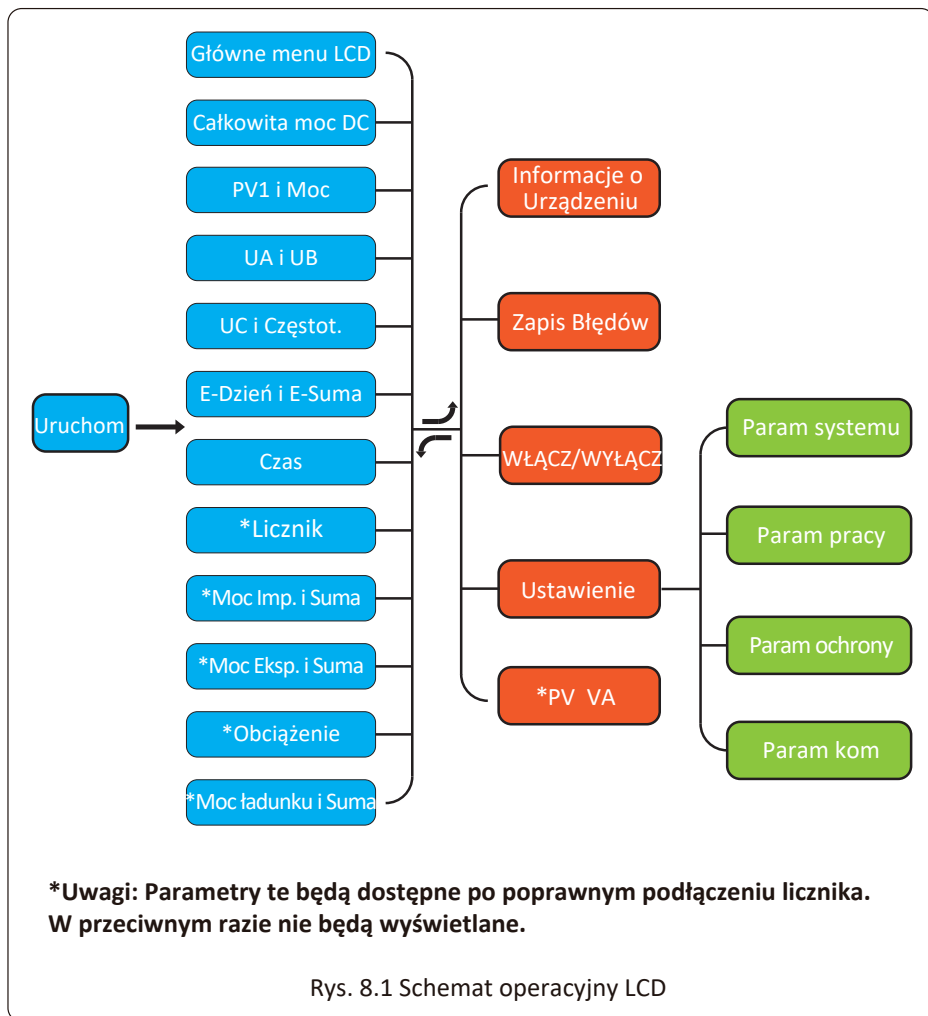 Główne menu LCD
Całkowita moc DC
PV1 i Moc
UA i UB
UC i Częstot.
E-Dzień i E-Suma
Uruchom
Czas
*Licznik
*Moc Imp. i Suma
*Moc Eksp. i Suma
*Obciążenie
*Moc ładunku i Suma
Informacje o
Urządzeniu
Zapis Błędów
WŁĄCZ/WYŁĄCZ
Ustawienie
*PV VA
Param systemu
Param pracy
Param ochrony
Param kom
*Uwagi: Parametry te będą dostępne po poprawnym podłączeniu licznika.
W przeciwnym razie nie będą wyświetlane.
Rys. 8.1 Schemat operacyjny LCD